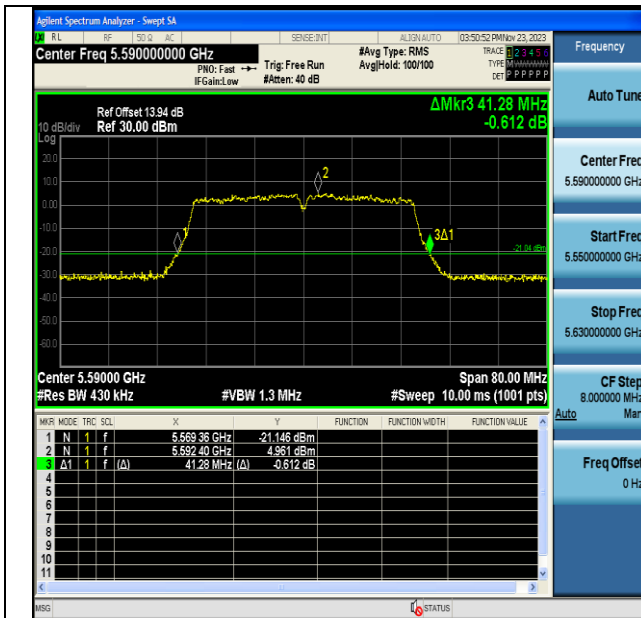 Agilent Spectrum Analyzer - Swept SA
RL RF 50 Ω AC SENSE:INT ALIGN AUTO 03:50:52 PM Nov 23, 2023
Center Freq 5.590000000 GHz #Avg Type: RMS TRACE 1 2 3 4 5 6
PNO: Fast Trig: Free Run Avg|Hold: 100/100 TYPE M WWWWW
IFGain:Low #Atten: 40 dB DET P P P P P P
Frequency
Auto Tune
Center Freq
5.590000000 GHz
Start Freq
5.550000000 GHz
Stop Freq
5.630000000 GHz
CF Step
8.000000 MHz
Auto Man
Freq Offset
0 Hz
Ref Offset 13.94 dB ΔMkr3 41.28 MHz
10 dB/div Ref 30.00 dBm -0.612 dB
Log
20.0
10.0
0.00
-10.0
-20.0
-30.0
-40.0
-50.0
-60.0
2
3Δ1
-21.04 dBm
Center 5.59000 GHz Span 80.00 MHz
#Res BW 430 kHz #VBW 1.3 MHz #Sweep 10.00 ms (1001 pts)
MKR MODE TRC SCL X Y FUNCTION FUNCTION WIDTH FUNCTION VALUE
1 N 1 f 5.569 36 GHz -21.146 dBm
2 N 1 f 5.592 40 GHz 4.961 dBm
3 Δ1 1 f (Δ) 41.28 MHz (Δ) -0.612 dB
4
5
6
7
8
9
10
11
MSG STATUS